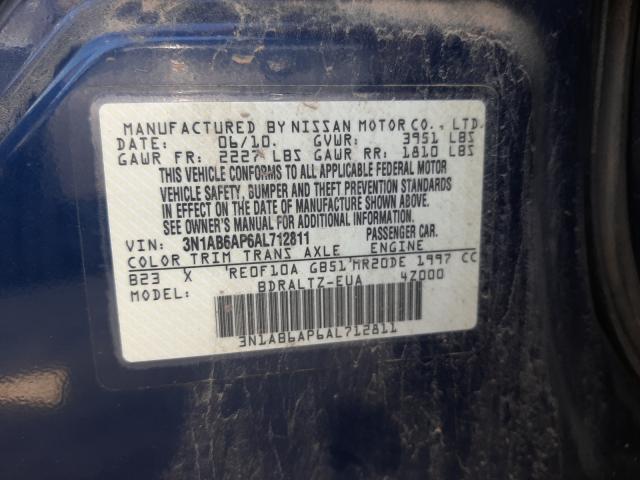 MANUFACTURED BY NISSAN MOTOR CO., LTD.
DATE: 06/10. GVWR: 3951 LBS
GAWR FR: 2227 LBS GAWR RR: 1810 LBS
THIS VEHICLE CONFORMS TO ALL APPLICABLE FEDERAL MOTOR
VEHICLE SAFETY, BUMPER AND THEFT PREVENTION STANDARDS
IN EFFECT ON THE DATE OF MANUFACTURE SHOWN ABOVE. SEE
OWNER'S MANUAL FOR ADDITIONAL INFORMATION.
VIN: 3N1AB6AP6AL712811 PASSENGER CAR.
COLOR TRIM TRANS AXLE ENGINE
B23 X RE0F10A GB51 MR20DE 1997 CC
MODEL: BDRALTZ-EUA 4Z000
3N1AB6AP6AL712811